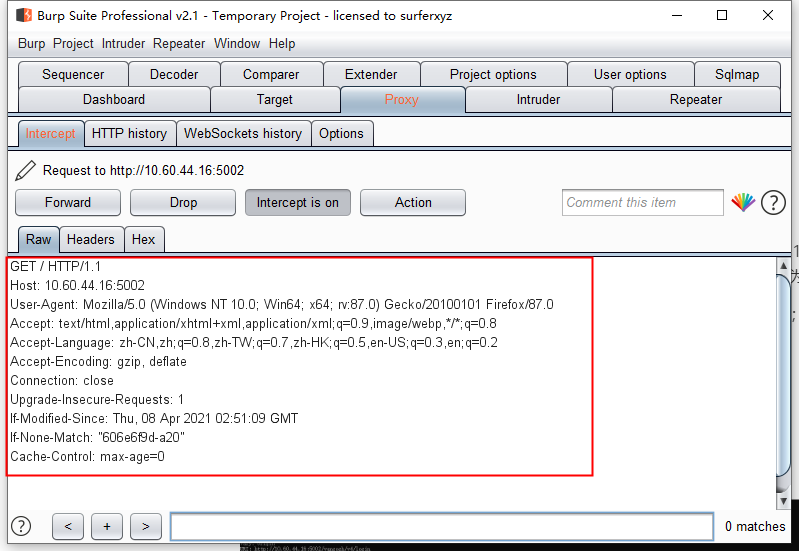 Burp Suite Professional v2.1 - Temporary Project - licensed to surferxyz
Burp Project Intruder Repeater Window Help
Sequencer Decoder Comparer Extender Project options User options Sqlmap
Dashboard Target Proxy Intruder Repeater
Intercept HTTP history WebSockets history Options
Request to http://10.60.44.16:5002
Forward Drop Intercept is on Action Comment this item ?
Raw Headers Hex
GET / HTTP/1.1
Host: 10.60.44.16:5002
User-Agent: Mozilla/5.0 (Windows NT 10.0; Win64; x64; rv:87.0) Gecko/20100101 Firefox/87.0
Accept: text/html,application/xhtml+xml,application/xml;q=0.9,image/webp,*/*;q=0.8
Accept-Language: zh-CN,zh;q=0.8,zh-TW;q=0.7,zh-HK;q=0.5,en-US;q=0.3,en;q=0.2
Accept-Encoding: gzip, deflate
Connection: close
Upgrade-Insecure-Requests: 1
If-Modified-Since: Thu, 08 Apr 2021 02:51:09 GMT
If-None-Match: "606e6f9d-a20"
Cache-Control: max-age=0
? < + > 0 matches